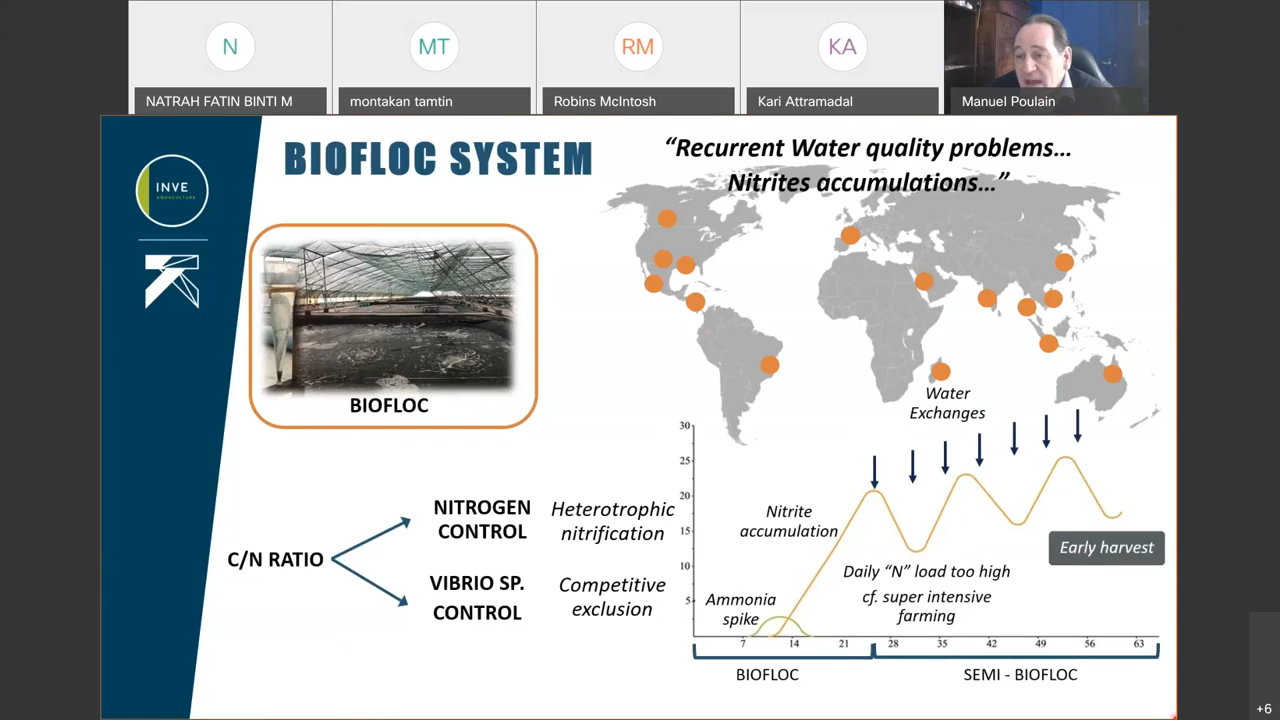 N
MT
RM
KA
NATRAH FATIN BINTI M
montakan tamtin
Robins McIntosh
Kari Attramadal
Manuel Poulain
INVE
AQUACULTURE
BIOFLOC SYSTEM
“Recurrent Water quality problems...
Nitrites accumulations...”
BIOFLOC
C/N RATIO
NITROGEN
CONTROL
Heterotrophic
nitrification
VIBRIO SP.
CONTROL
Competitive
exclusion
Water
Exchanges
30
25
20
15
10
5
Nitrite
accumulation
Ammonia
spike
Daily “N” load too high
cf. super intensive
farming
Early harvest
7 14 21 28 35 42 49 56 63
BIOFLOC
SEMI - BIOFLOC
+6